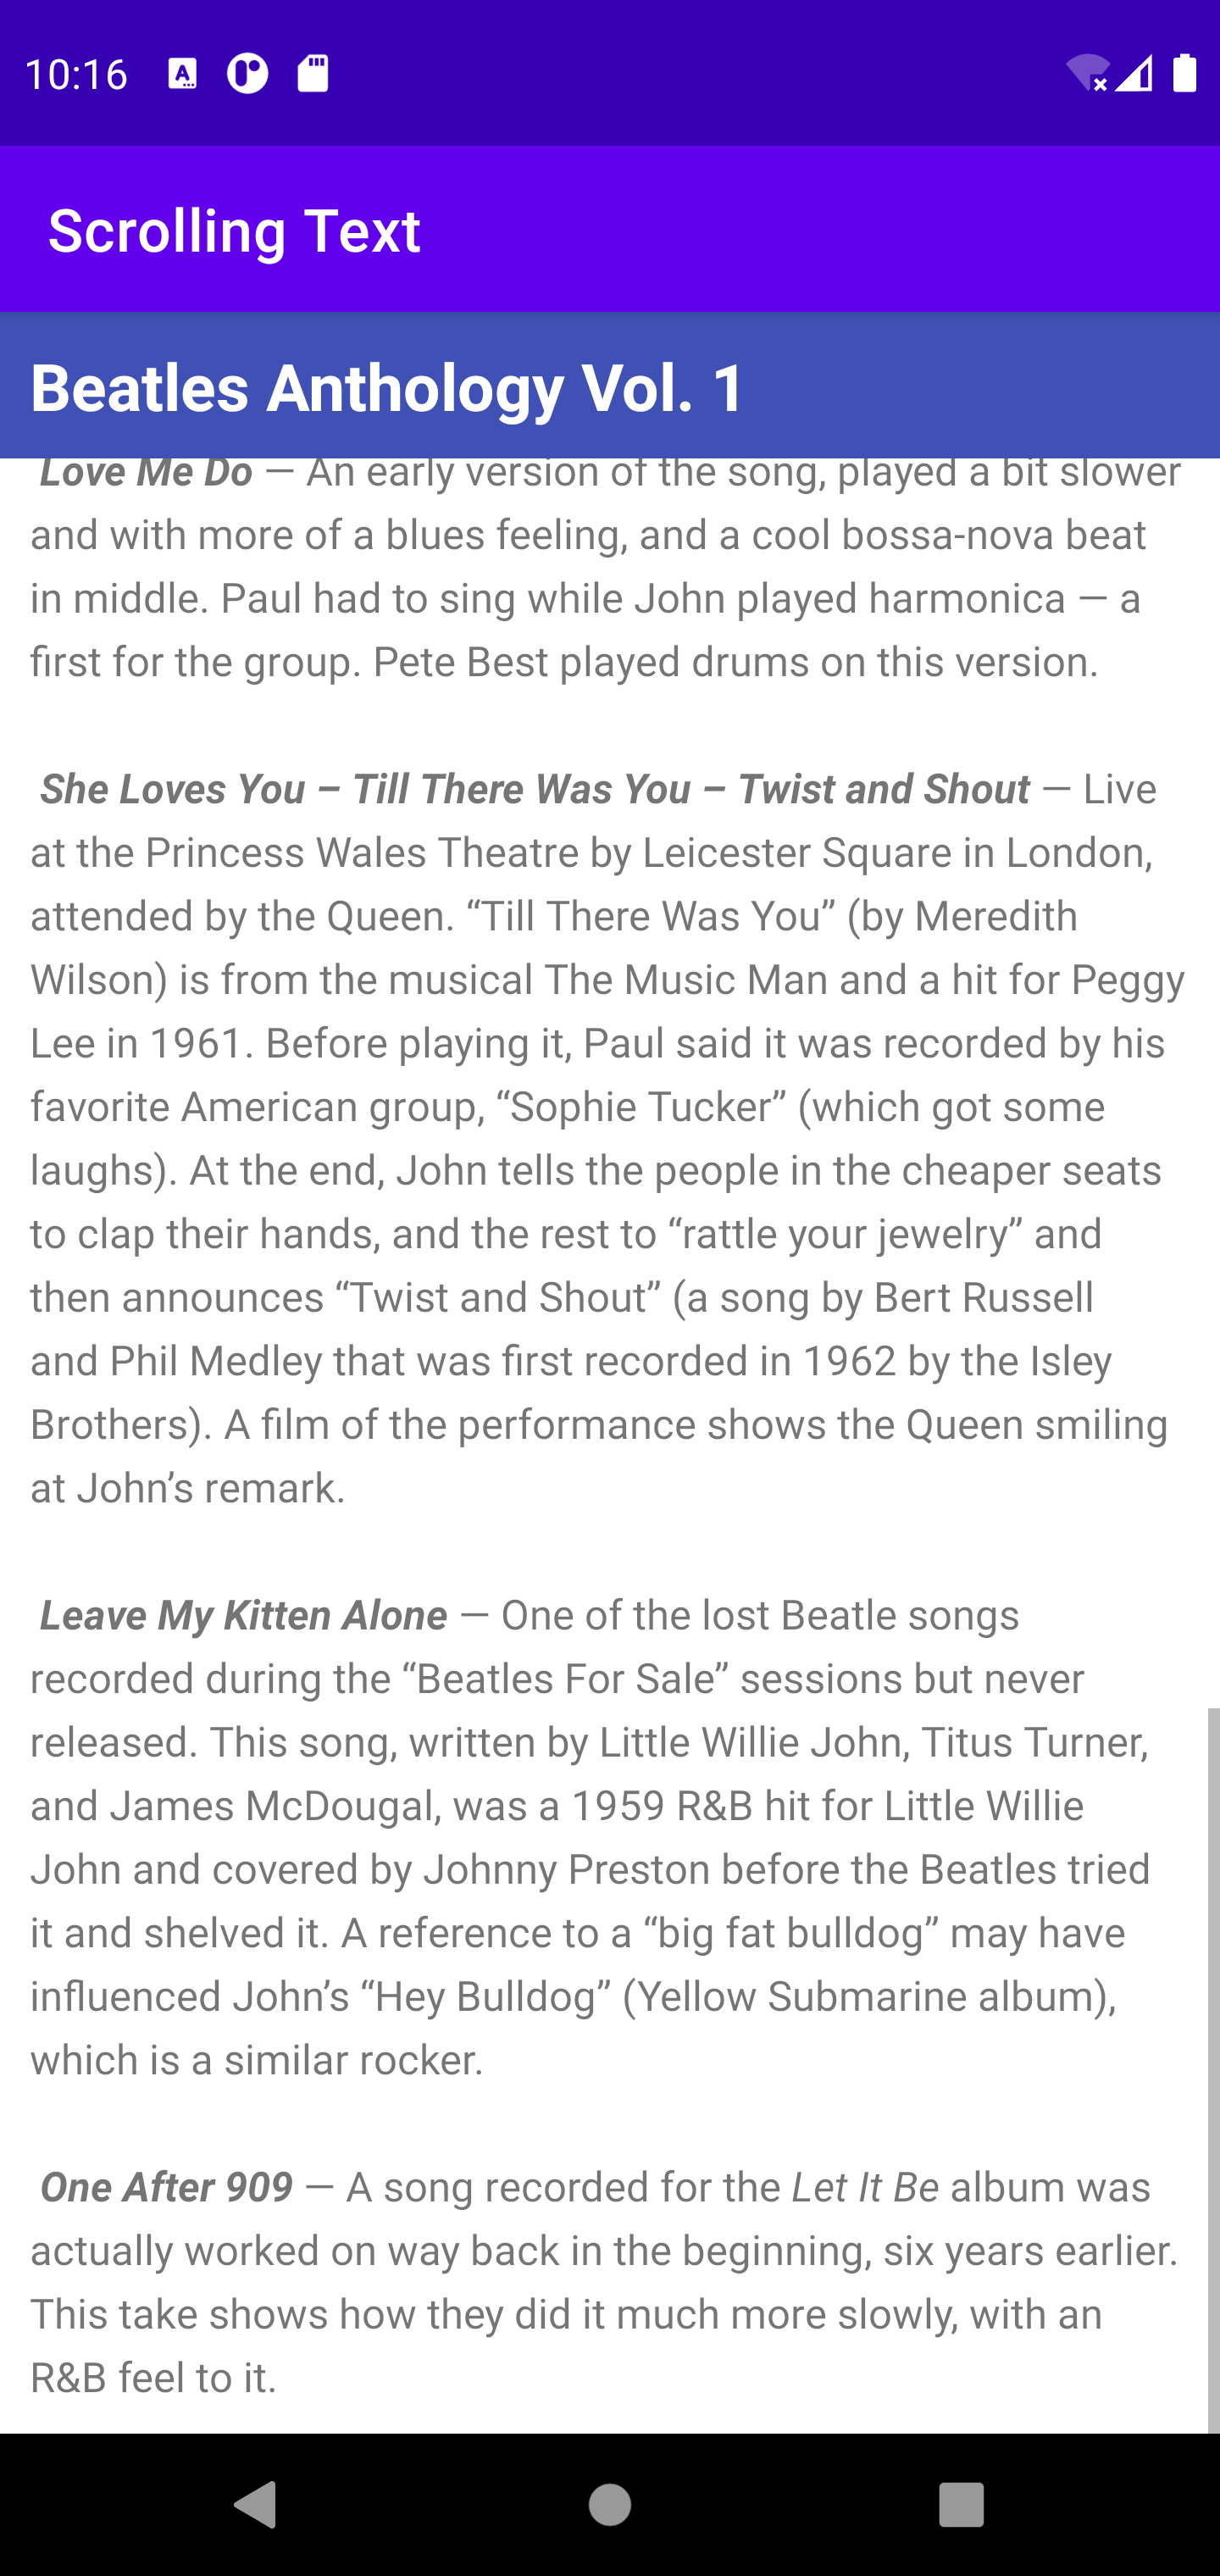 10:16
Scrolling Text
Beatles Anthology Vol. 1
Love Me Do — An early version of the song, played a bit slower
and with more of a blues feeling, and a cool bossa-nova beat
in middle. Paul had to sing while John played harmonica — a
first for the group. Pete Best played drums on this version.
She Loves You – Till There Was You – Twist and Shout — Live
at the Princess Wales Theatre by Leicester Square in London,
attended by the Queen. “Till There Was You” (by Meredith
Wilson) is from the musical The Music Man and a hit for Peggy
Lee in 1961. Before playing it, Paul said it was recorded by his
favorite American group, “Sophie Tucker” (which got some
laughs). At the end, John tells the people in the cheaper seats
to clap their hands, and the rest to “rattle your jewelry” and
then announces “Twist and Shout” (a song by Bert Russell
and Phil Medley that was first recorded in 1962 by the Isley
Brothers). A film of the performance shows the Queen smiling
at John’s remark.
Leave My Kitten Alone — One of the lost Beatle songs
recorded during the “Beatles For Sale” sessions but never
released. This song, written by Little Willie John, Titus Turner,
and James McDougal, was a 1959 R&B hit for Little Willie
John and covered by Johnny Preston before the Beatles tried
it and shelved it. A reference to a “big fat bulldog” may have
influenced John’s “Hey Bulldog” (Yellow Submarine album),
which is a similar rocker.
One After 909 — A song recorded for the Let It Be album was
actually worked on way back in the beginning, six years earlier.
This take shows how they did it much more slowly, with an
R&B feel to it.